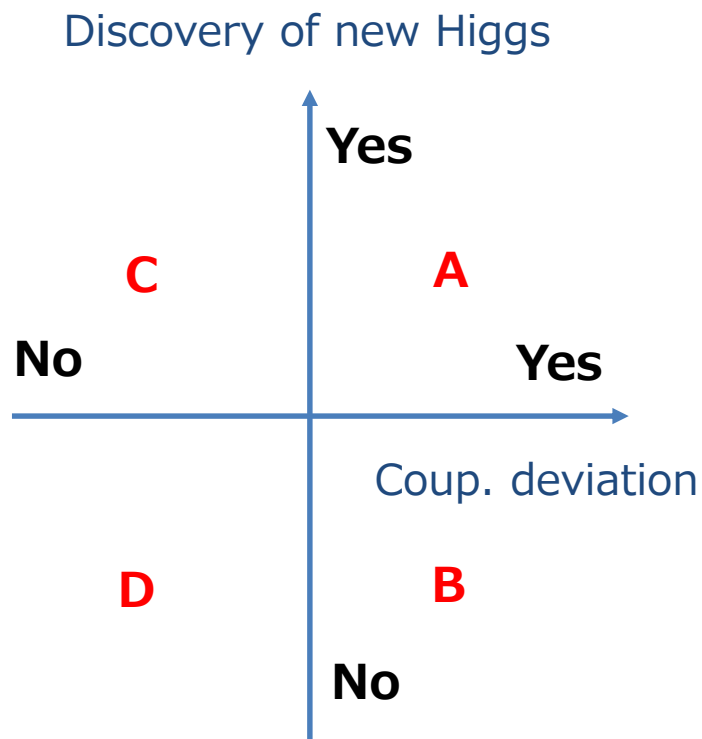 Discovery of new Higgs
Yes
C
A
No
Yes
Coup. deviation
D
B
No